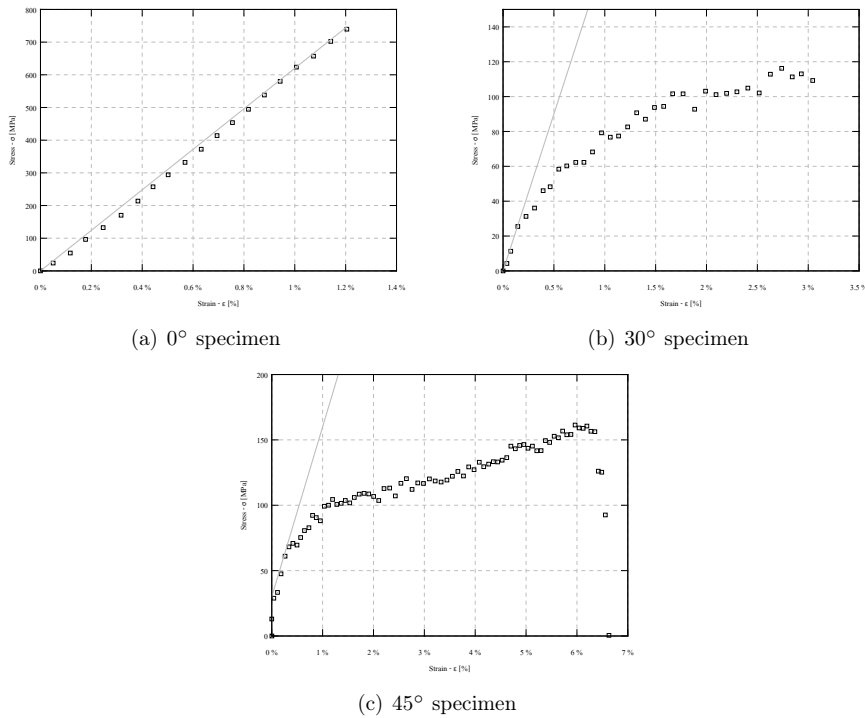 800
700
600
500
400
300
200
100
0
Stress - σ [MPa]
0 % 0.2 % 0.4 % 0.6 % 0.8 % 1 % 1.2 % 1.4 %
Strain - ε [%]
(a) 0° specimen
140
120
100
80
60
40
20
0
Stress - σ [MPa]
0 % 0.5 % 1 % 1.5 % 2 % 2.5 % 3 % 3.5 %
Strain - ε [%]
(b) 30° specimen
200
150
100
50
0
Stress - σ [MPa]
0 % 1 % 2 % 3 % 4 % 5 % 6 % 7 %
Strain - ε [%]
(c) 45° specimen